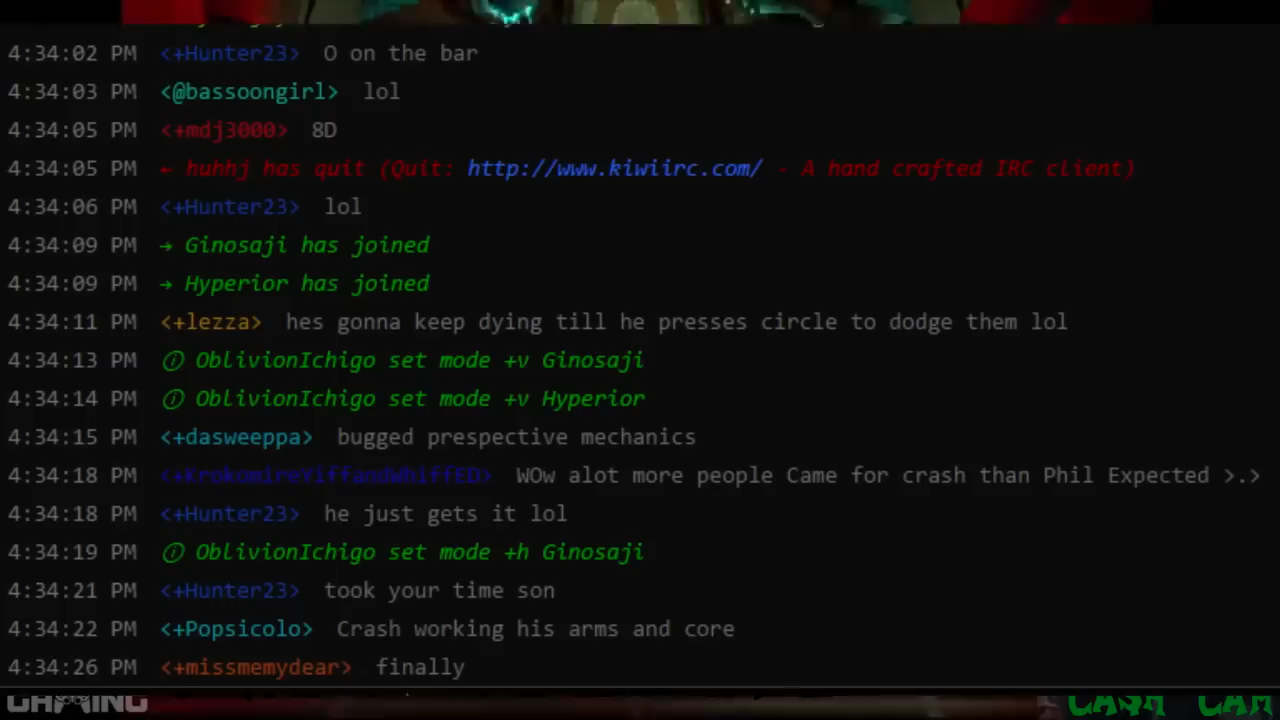 4:34:02 PM <+Hunter23> O on the bar
4:34:03 PM <@bassoongirl> lol
4:34:05 PM <+mdj3000> 8D
4:34:05 PM ← huhhj has quit (Quit: http://www.kiwiirc.com/ - A hand crafted IRC client)
4:34:06 PM <+Hunter23> lol
4:34:09 PM → Ginosaji has joined
4:34:09 PM → Hyperior has joined
4:34:11 PM <+lezza> hes gonna keep dying till he presses circle to dodge them lol
4:34:13 PM ⓘ OblivionIchigo set mode +v Ginosaji
4:34:14 PM ⓘ OblivionIchigo set mode +v Hyperior
4:34:15 PM <+dasweeppa> bugged prespective mechanics
4:34:18 PM <+KrokomireYiffandWhiffED> WOw alot more people Came for crash than Phil Expected >.>
4:34:18 PM <+Hunter23> he just gets it lol
4:34:19 PM ⓘ OblivionIchigo set mode +h Ginosaji
4:34:21 PM <+Hunter23> took your time son
4:34:22 PM <+Popsicolo> Crash working his arms and core
4:34:26 PM <+missmemydear> finally
GAMING CASH CAM